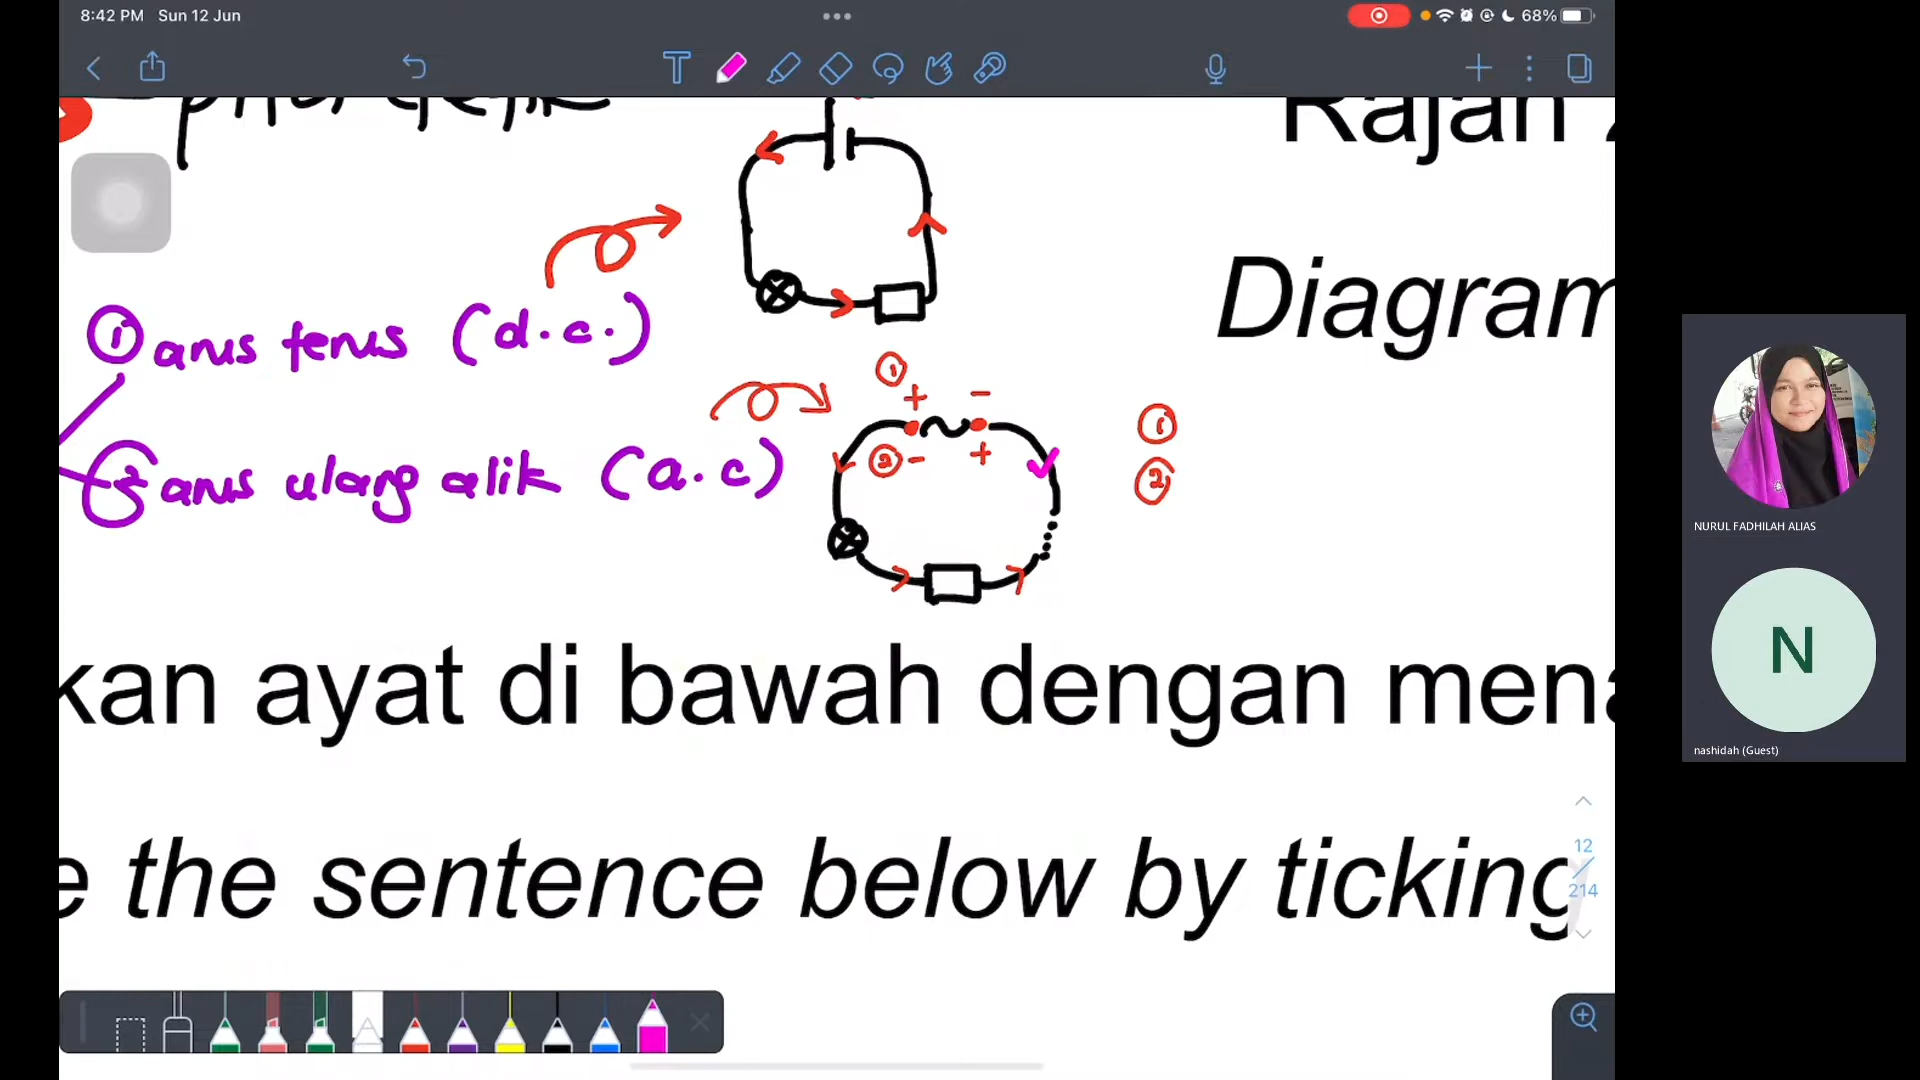 8:42 PM Sun 12 Jun
68%
T
Rajah
Diagram
① arus terus (d.c.)
② arus ulang alik (a.c)
① + -
② - +
①
②
kan ayat di bawah dengan mena
e the sentence below by ticking
12
214
NURUL FADHILAH ALIAS
N
nashidah (Guest)